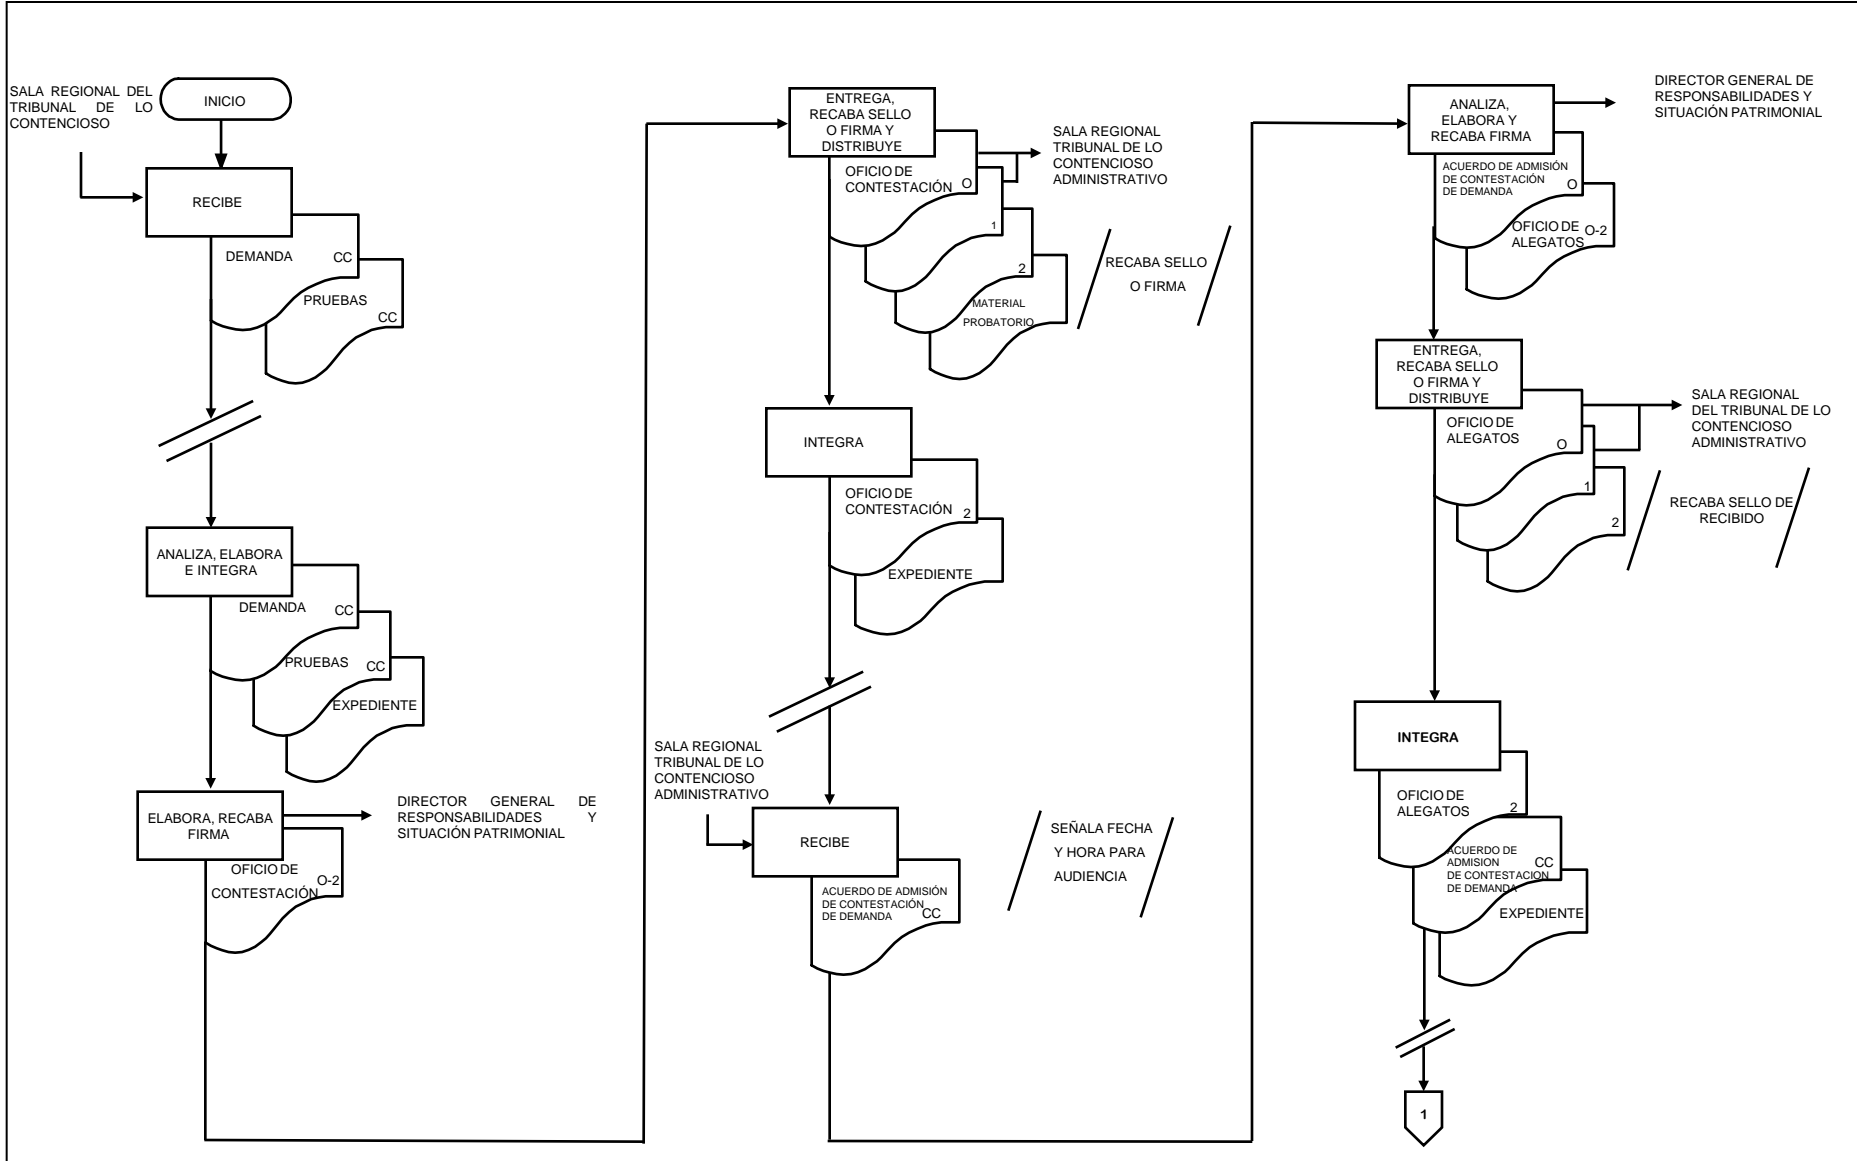 SALA REGIONAL DEL
TRIBUNAL DE LO
CONTENCIOSO
INICIO
RECIBE
DEMANDA
CC
PRUEBAS
CC
ANALIZA, ELABORA
E INTEGRA
DEMANDA
CC
PRUEBAS
CC
EXPEDIENTE
ELABORA, RECABA
FIRMA
DIRECTOR GENERAL DE
RESPONSABILIDADES Y
SITUACIÓN PATRIMONIAL
OFICIO DE
CONTESTACIÓN
O-2
ENTREGA,
RECABA SELLO
O FIRMA Y
DISTRIBUYE
SALA REGIONAL
TRIBUNAL DE LO
CONTENCIOSO
ADMINISTRATIVO
OFICIO DE
CONTESTACIÓN
O
1
2
MATERIAL
PROBATORIO
RECABA SELLO
O FIRMA
INTEGRA
OFICIO DE
CONTESTACIÓN
2
EXPEDIENTE
SALA REGIONAL
TRIBUNAL DE LO
CONTENCIOSO
ADMINISTRATIVO
RECIBE
ACUERDO DE ADMISIÓN
DE CONTESTACIÓN
DE DEMANDA
CC
SEÑALA FECHA
Y HORA PARA
AUDIENCIA
ANALIZA,
ELABORA Y
RECABA FIRMA
DIRECTOR GENERAL DE
RESPONSABILIDADES Y
SITUACIÓN PATRIMONIAL
ACUERDO DE ADMISIÓN
DE CONTESTACIÓN
DE DEMANDA
O
OFICIO DE
ALEGATOS
O-2
ENTREGA,
RECABA SELLO
O FIRMA Y
DISTRIBUYE
SALA REGIONAL
DEL TRIBUNAL DE LO
CONTENCIOSO
ADMINISTRATIVO
OFICIO DE
ALEGATOS
O
1
2
RECABA SELLO DE
RECIBIDO
INTEGRA
OFICIO DE
ALEGATOS
2
ACUERDO DE
ADMISION
DE CONTESTACION
DE DEMANDA
CC
EXPEDIENTE
1